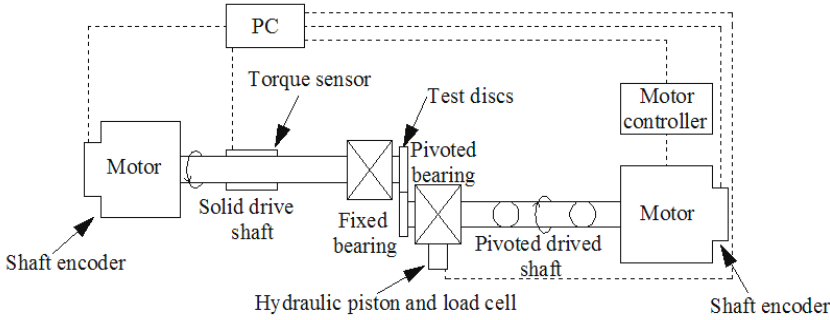 PC
Torque sensor
Test discs
Motor
controller
Motor
Pivoted
bearing
Motor
Solid drive
shaft
Fixed
bearing
Pivoted drived
shaft
Shaft encoder
Hydraulic piston and load cell
Shaft encoder